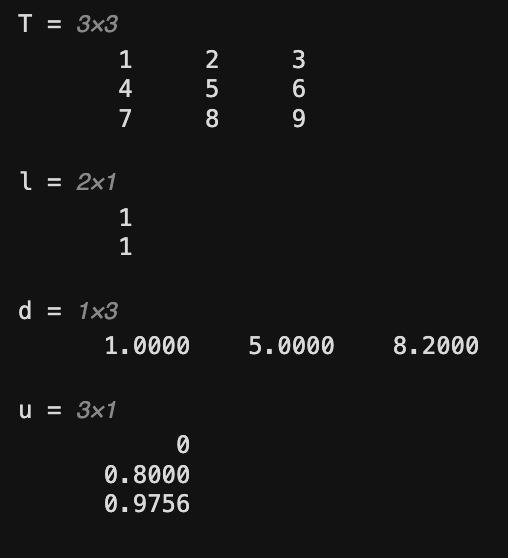 T = 3×3
1 2 3
4 5 6
7 8 9
l = 2×1
1
1
d = 1×3
1.0000 5.0000 8.2000
u = 3×1
0
0.8000
0.9756